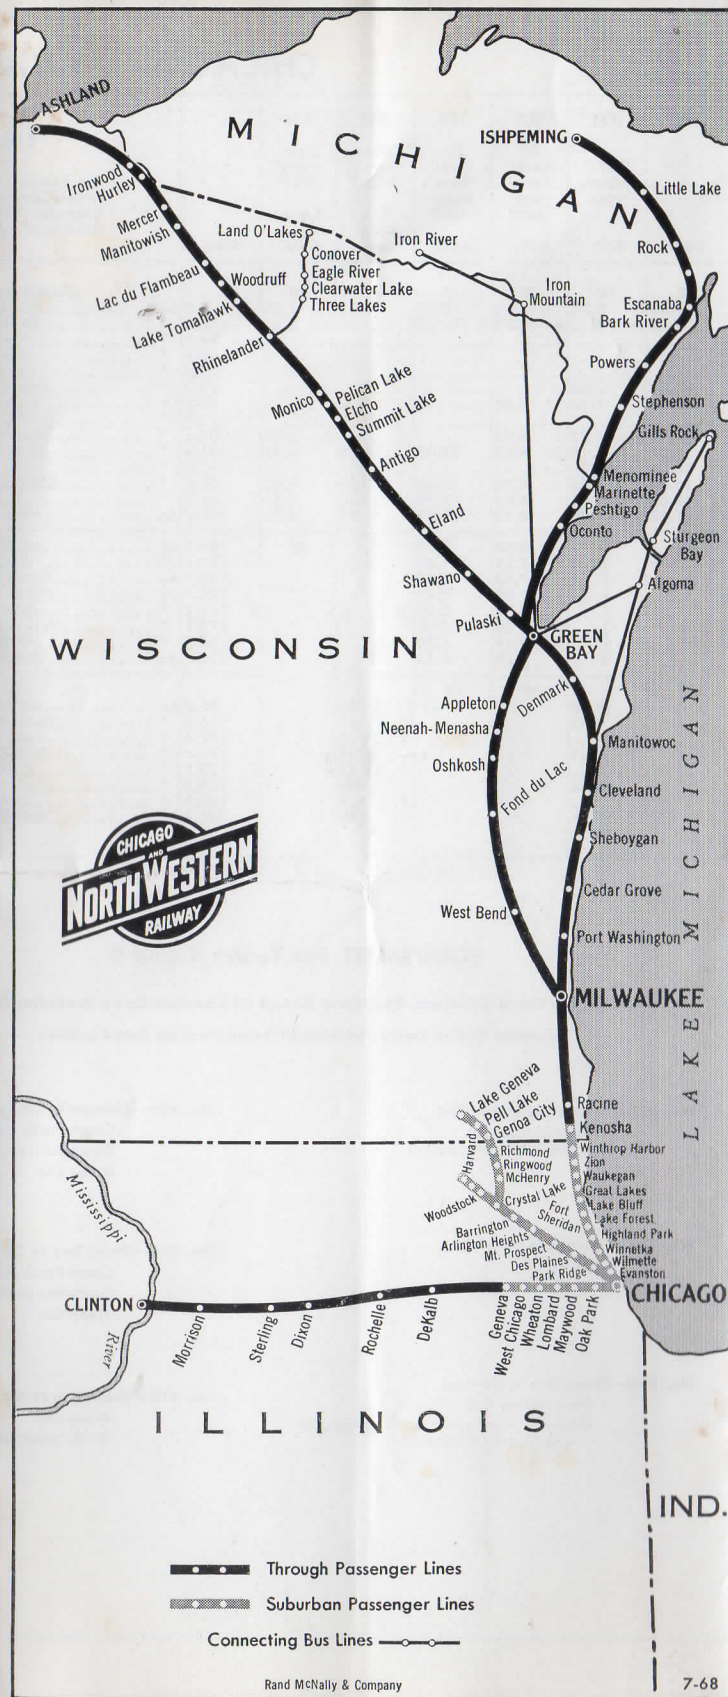 ASHLAND
MICHIGAN
ISHPEMING
Ironwood
Hurley
Little Lake
Mercer
Manitowish
Land O'Lakes
Iron River
Rock
Conover
Eagle River
Clearwater Lake
Three Lakes
Lac du Flambeau
Woodruff
Iron
Mountain
Lake Tomahawk
Escanaba
Bark River
Rhinelander
Powers
Monico
Pelican Lake
Elcho
Summit Lake
Stephenson
Gills Rock
Antigo
Menominee
Marinette
Peshtigo
Oconto
Eland
Sturgeon
Bay
Shawano
Algoma
Pulaski
WISCONSIN
GREEN
BAY
Appleton
Denmark
Neenah-Menasha
Manitowoc
Oshkosh
Fond du Lac
Cleveland
LAKE MICHIGAN
CHICAGO
AND
NORTH WESTERN
RAILWAY
Sheboygan
Cedar Grove
West Bend
Port Washington
MILWAUKEE
Lake Geneva
Pell Lake
Genoa City
Racine
Kenosha
Harvard
Richmond
Ringwood
McHenry
Winthrop Harbor
Zion
Waukegan
Great Lakes
Lake Bluff
Lake Forest
Mississippi
River
Woodstock
Crystal Lake
Fort
Sheridan
Barrington
Arlington Heights
Mt. Prospect
Des Plaines
Park Ridge
Highland Park
Winnetka
Wilmette
Evanston
CHICAGO
CLINTON
Morrison
Sterling
Dixon
Rochelle
DeKalb
Geneva
West Chicago
Wheaton
Lombard
Maywood
Oak Park
ILLINOIS
IND.
Through Passenger Lines
Suburban Passenger Lines
Connecting Bus Lines
Rand McNally & Company
7-68